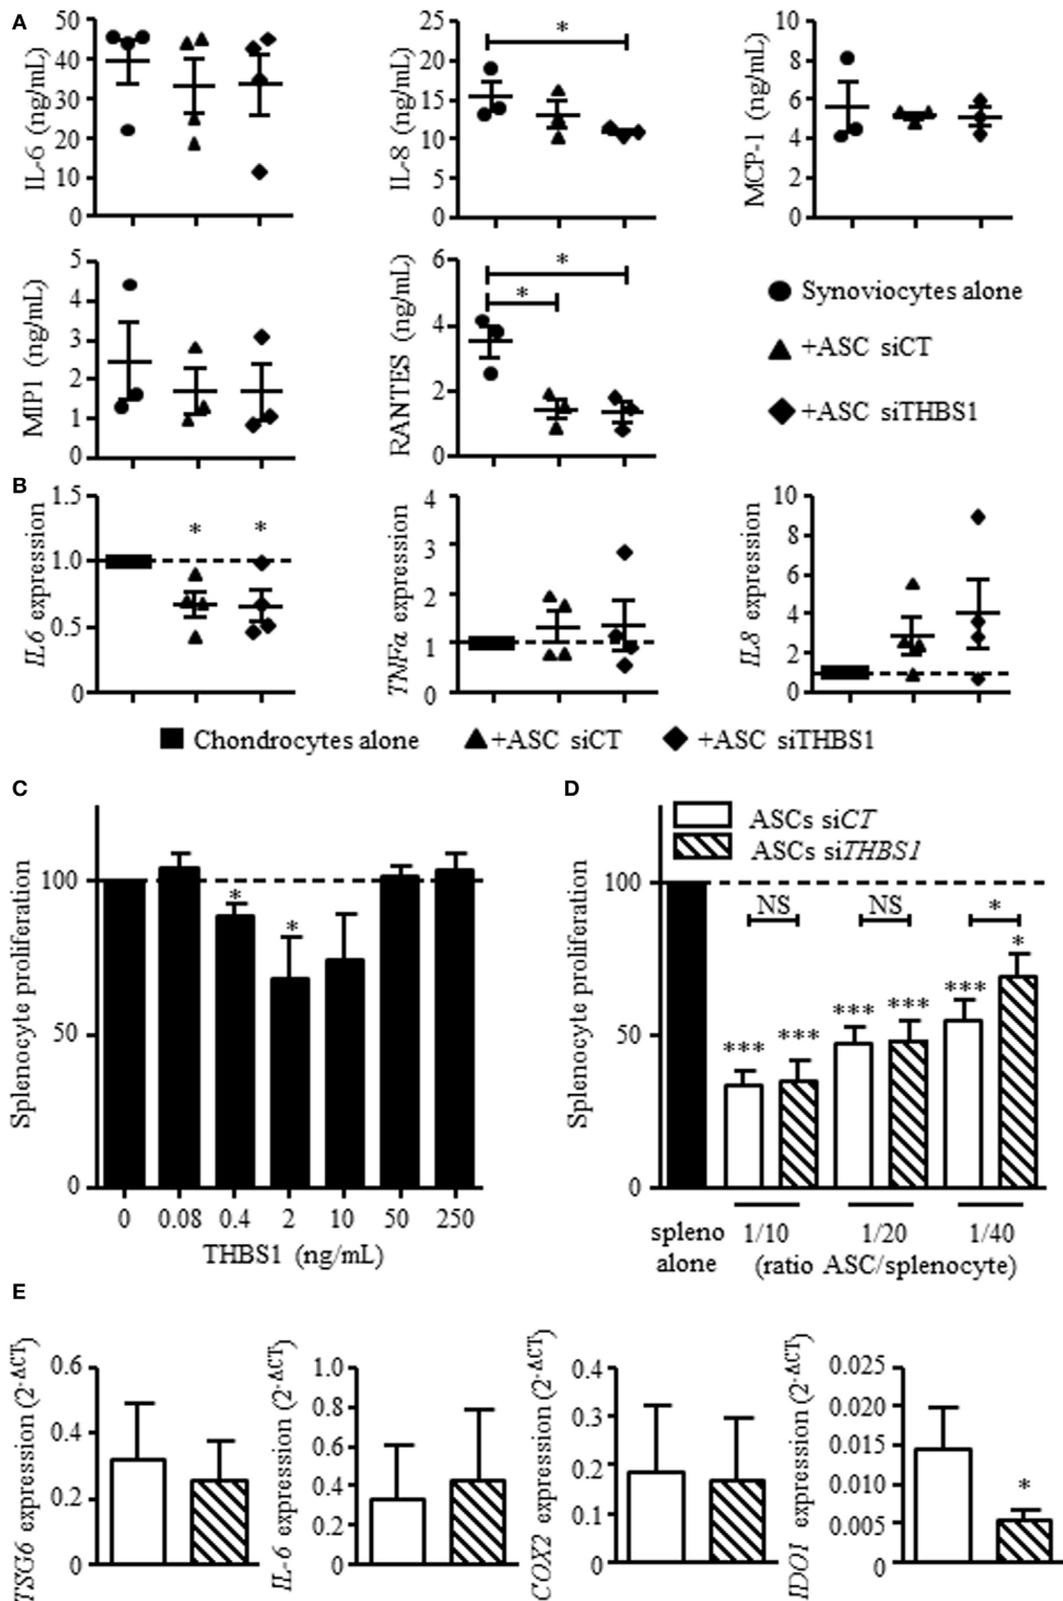 A
IL-6 (ng/mL)
50
40
30
20
10
0
IL-8 (ng/mL)
25
20
15
10
5
0
*
MCP-1 (ng/mL)
10
8
6
4
2
0
MIP1 (ng/mL)
5
4
3
2
1
0
RANTES (ng/mL)
6
4
2
0
*
*
Synoviocytes alone
+ASC siCT
+ASC siTHBS1
B
IL6 expression
1.5
1.0
0.5
0
* *
TNFα expression
4
3
2
1
0
IL8 expression
10
8
6
4
2
0
Chondrocytes alone +ASC siCT +ASC siTHBS1
C
Splenocyte proliferation
100
50
0
* *
0 0.08 0.4 2 10 50 250
THBS1 (ng/mL)
D
ASCs siCT
ASCs siTHBS1
Splenocyte proliferation
100
50
0
NS NS *
*** *** *** *** *** *
spleno alone
1/10 1/20 1/40
(ratio ASC/splenocyte)
E
TSG6 expression (2-ΔCT)
0.6
0.4
0.2
0
IL-6 expression (2-ΔCT)
1.0
0.8
0.6
0.4
0.2
0
COX2 expression (2-ΔCT)
0.4
0.3
0.2
0.1
0
IDO1 expression (2-ΔCT)
0.025
0.020
0.015
0.010
0.005
0
*